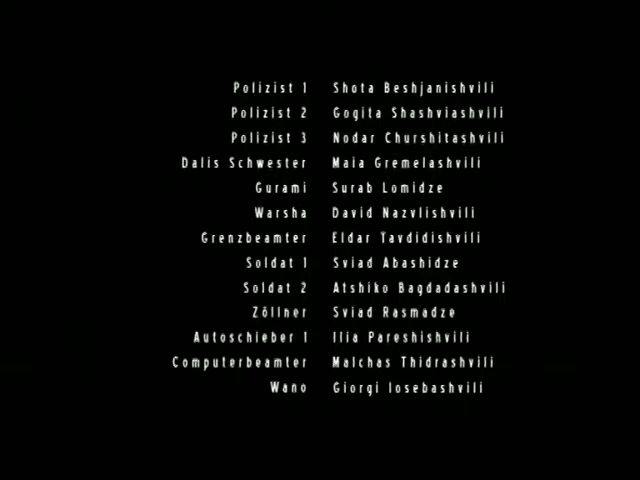 Polizist 1 Shota Beshjanishvili
Polizist 2 Gogita Shashviashvili
Polizist 3 Nodar Churshitashvili
Dalis Schwester Maia Gremelashvili
Gurami Surab Lomidze
Warsha David Nazvlishvili
Grenzbeamter Eldar Tavdidishvili
Soldat 1 Sviad Abashidze
Soldat 2 Atshiko Bagdadashvili
Zöllner Sviad Rasmadze
Autoschieber 1 Ilia Pareshishvili
Computerbeamter Malchas Thidrashvili
Wano Giorgi Iosebashvili